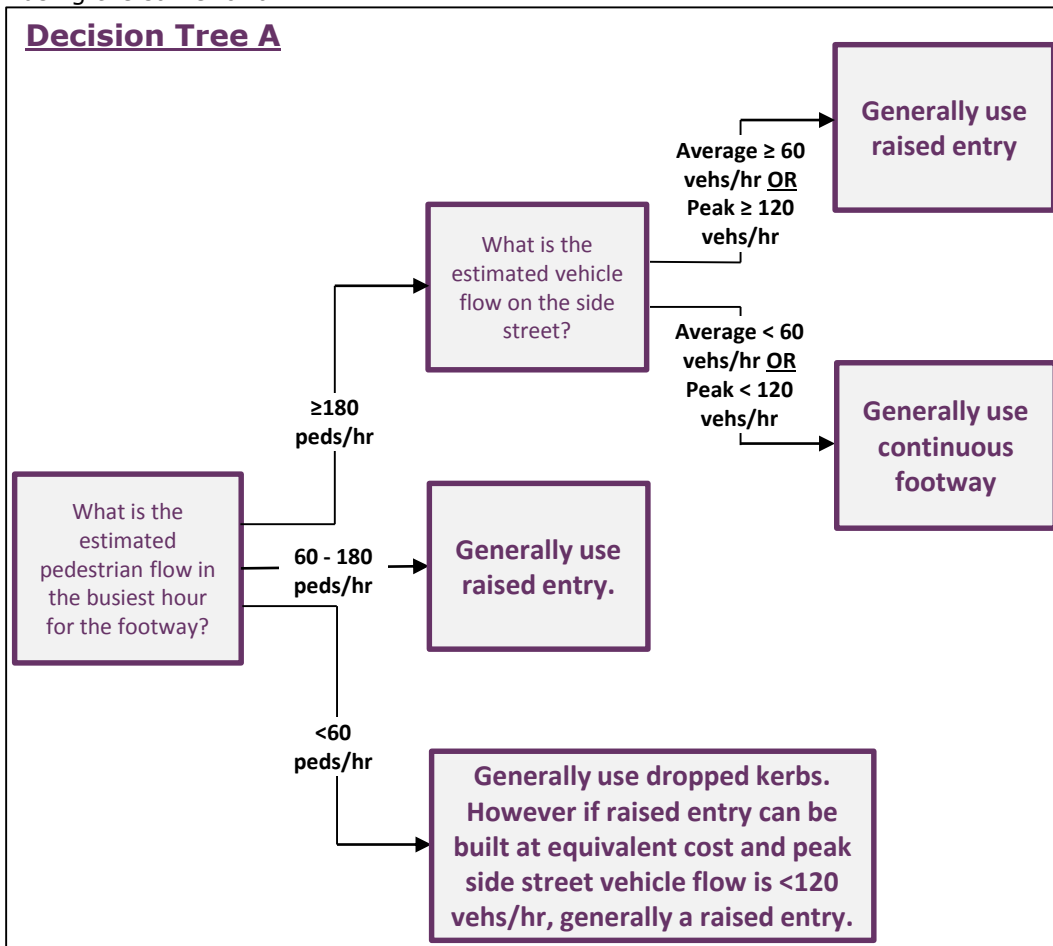 Decision Tree A
Generally use
raised entry
Average ≥ 60
vehs/hr OR
Peak ≥ 120
vehs/hr
What is the
estimated vehicle
flow on the side
street?
Average < 60
vehs/hr OR
Peak < 120
vehs/hr
Generally use
continuous
footway
≥180
peds/hr
What is the
estimated
pedestrian flow in
the busiest hour
for the footway?
60 - 180
peds/hr
Generally use
raised entry.
<60
peds/hr
Generally use dropped kerbs.
However if raised entry can be
built at equivalent cost and peak
side street vehicle flow is <120
vehs/hr, generally a raised entry.